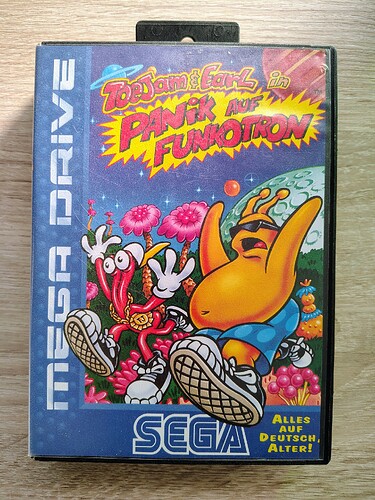 MEGA DRIVE
ToeJam & Earl in
PANIK AUF
FUNKOTRON
SEGA
ALLES
AUF
DEUTSCH,
ALTER!